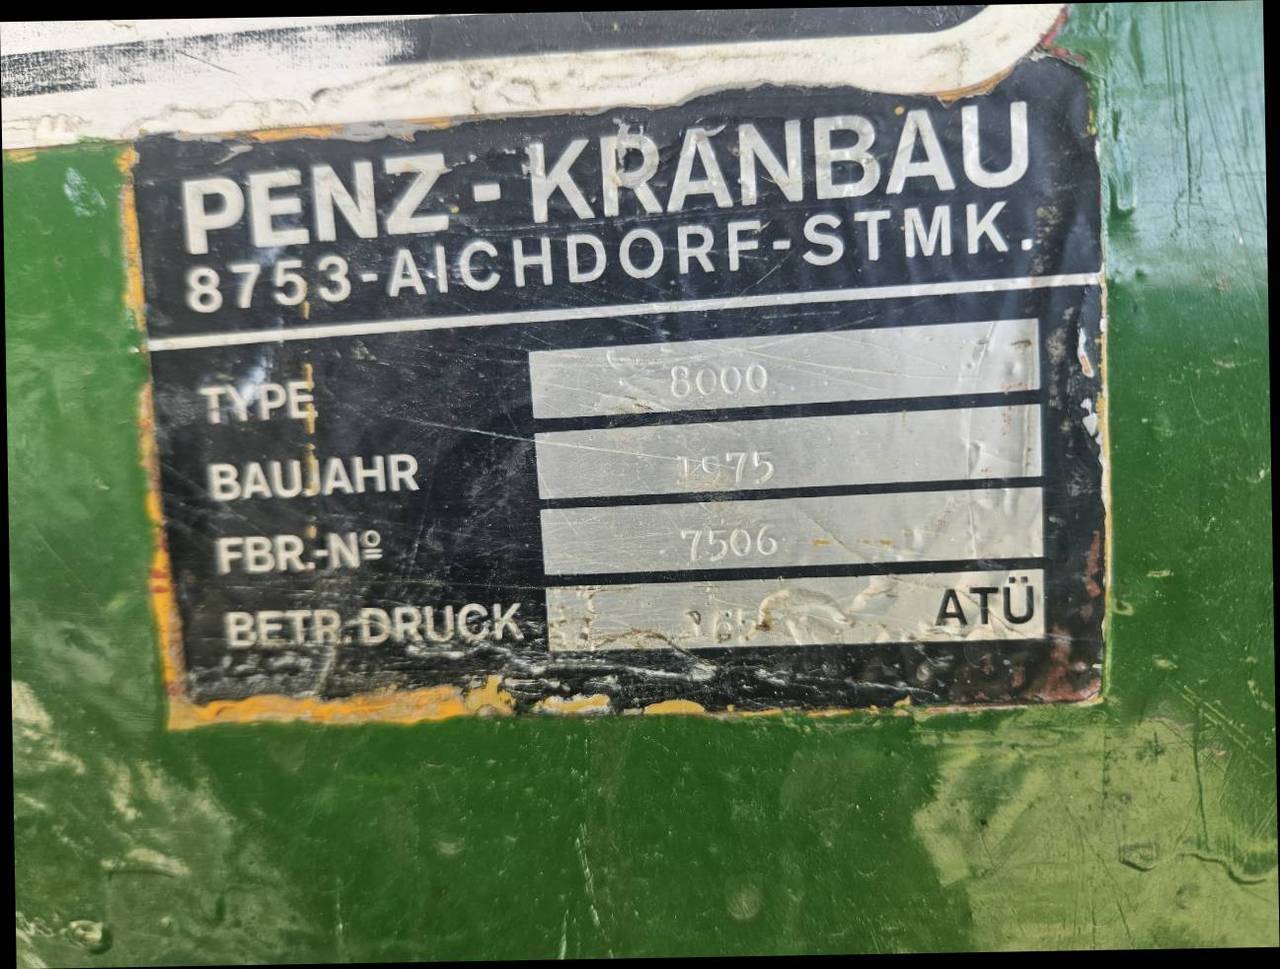 PENZ-KRANBAU
8753-AICHDORF-STMK.
TYPE 8000
BAUJAHR 1975
FBR.-Nº 7506
BETR.DRUCK ATÜ